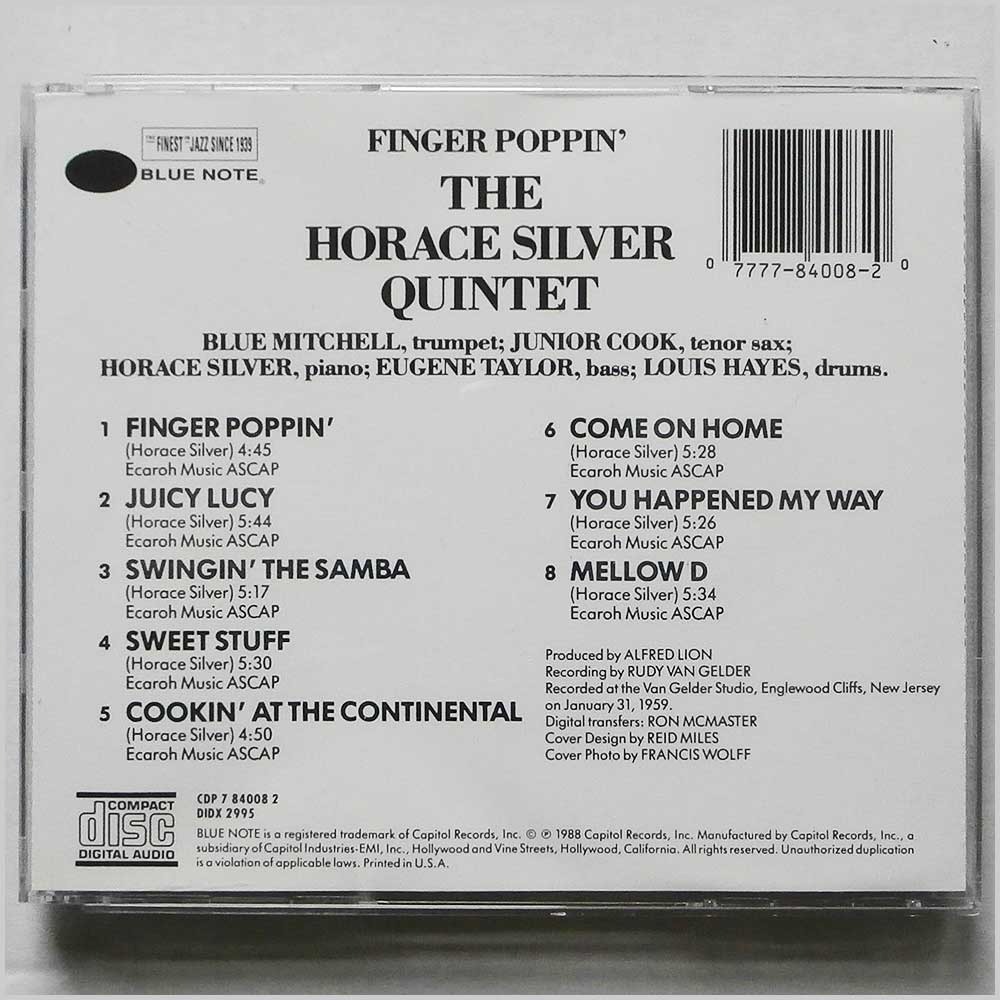 THE FINEST IN JAZZ SINCE 1939
BLUE NOTE®
FINGER POPPIN'
THE
HORACE SILVER
QUINTET
0 7777-84008-2 0
BLUE MITCHELL, trumpet; JUNIOR COOK, tenor sax;
HORACE SILVER, piano; EUGENE TAYLOR, bass; LOUIS HAYES, drums.
1 FINGER POPPIN'
(Horace Silver) 4:45
Ecaroh Music ASCAP
2 JUICY LUCY
(Horace Silver) 5:44
Ecaroh Music ASCAP
3 SWINGIN' THE SAMBA
(Horace Silver) 5:17
Ecaroh Music ASCAP
4 SWEET STUFF
(Horace Silver) 5:30
Ecaroh Music ASCAP
5 COOKIN' AT THE CONTINENTAL
(Horace Silver) 4:50
Ecaroh Music ASCAP
6 COME ON HOME
(Horace Silver) 5:28
Ecaroh Music ASCAP
7 YOU HAPPENED MY WAY
(Horace Silver) 5:26
Ecaroh Music ASCAP
8 MELLOW D
(Horace Silver) 5:34
Ecaroh Music ASCAP
Produced by ALFRED LION
Recording by RUDY VAN GELDER
Recorded at the Van Gelder Studio, Englewood Cliffs, New Jersey
on January 31, 1959.
Digital transfers: RON MCMASTER
Cover Design by REID MILES
Cover Photo by FRANCIS WOLFF
COMPACT
disc
DIGITAL AUDIO
CDP 7 84008 2
DIDX 2995
BLUE NOTE is a registered trademark of Capitol Records, Inc. © ℗ 1988 Capitol Records, Inc. Manufactured by Capitol Records, Inc., a
subsidiary of Capitol Industries-EMI, Inc., Hollywood and Vine Streets, Hollywood, California. All rights reserved. Unauthorized duplication
is a violation of applicable laws. Printed in U.S.A.